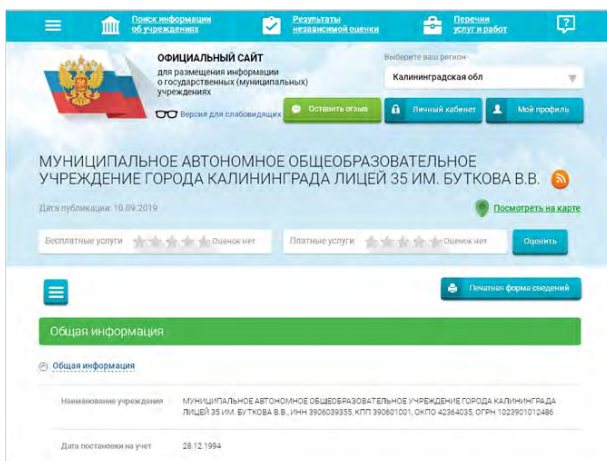 Поиск информации
об учреждениях
Результаты
независимой оценки
Перечни
услуг и работ
ОФИЦИАЛЬНЫЙ САЙТ
для размещения информации
о государственных (муниципальных)
учреждениях
Версия для слабовидящих
Выберите ваш регион
Калининградская обл
Оставить отзыв
Личный кабинет
Мой профиль
МУНИЦИПАЛЬНОЕ АВТОНОМНОЕ ОБЩЕОБРАЗОВАТЕЛЬНОЕ
УЧРЕЖДЕНИЕ ГОРОДА КАЛИНИНГРАДА ЛИЦЕЙ 35 ИМ. БУТКОВА В.В.
Дата публикации: 10.09.2019
Посмотреть на карте
Бесплатные услуги Оценок нет
Платные услуги Оценок нет
Оценить
Печатная форма сведений
Общая информация
Общая информация
Наименование учреждения
МУНИЦИПАЛЬНОЕ АВТОНОМНОЕ ОБЩЕОБРАЗОВАТЕЛЬНОЕ УЧРЕЖДЕНИЕ ГОРОДА КАЛИНИНГРАДА
ЛИЦЕЙ 35 ИМ. БУТКОВА В.В., ИНН 3906039355, КПП 390601001, ОКПО 42364035, ОГРН 1023901012486
Дата постановки на учет
28.12.1994